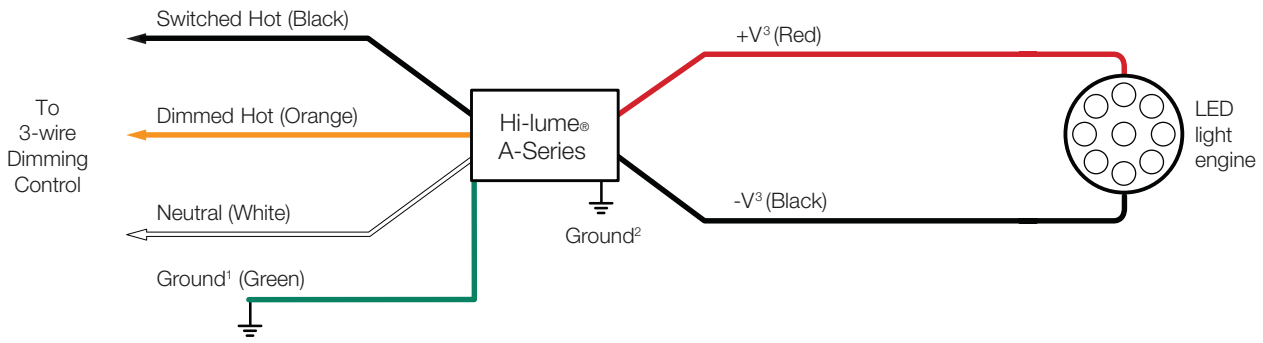 Switched Hot (Black)
To
3-wire
Dimming
Control
Dimmed Hot (Orange)
Neutral (White)
Ground¹ (Green)
Hi-lume®
A-Series
Ground²
+V³ (Red)
-V³ (Black)
LED
light
engine